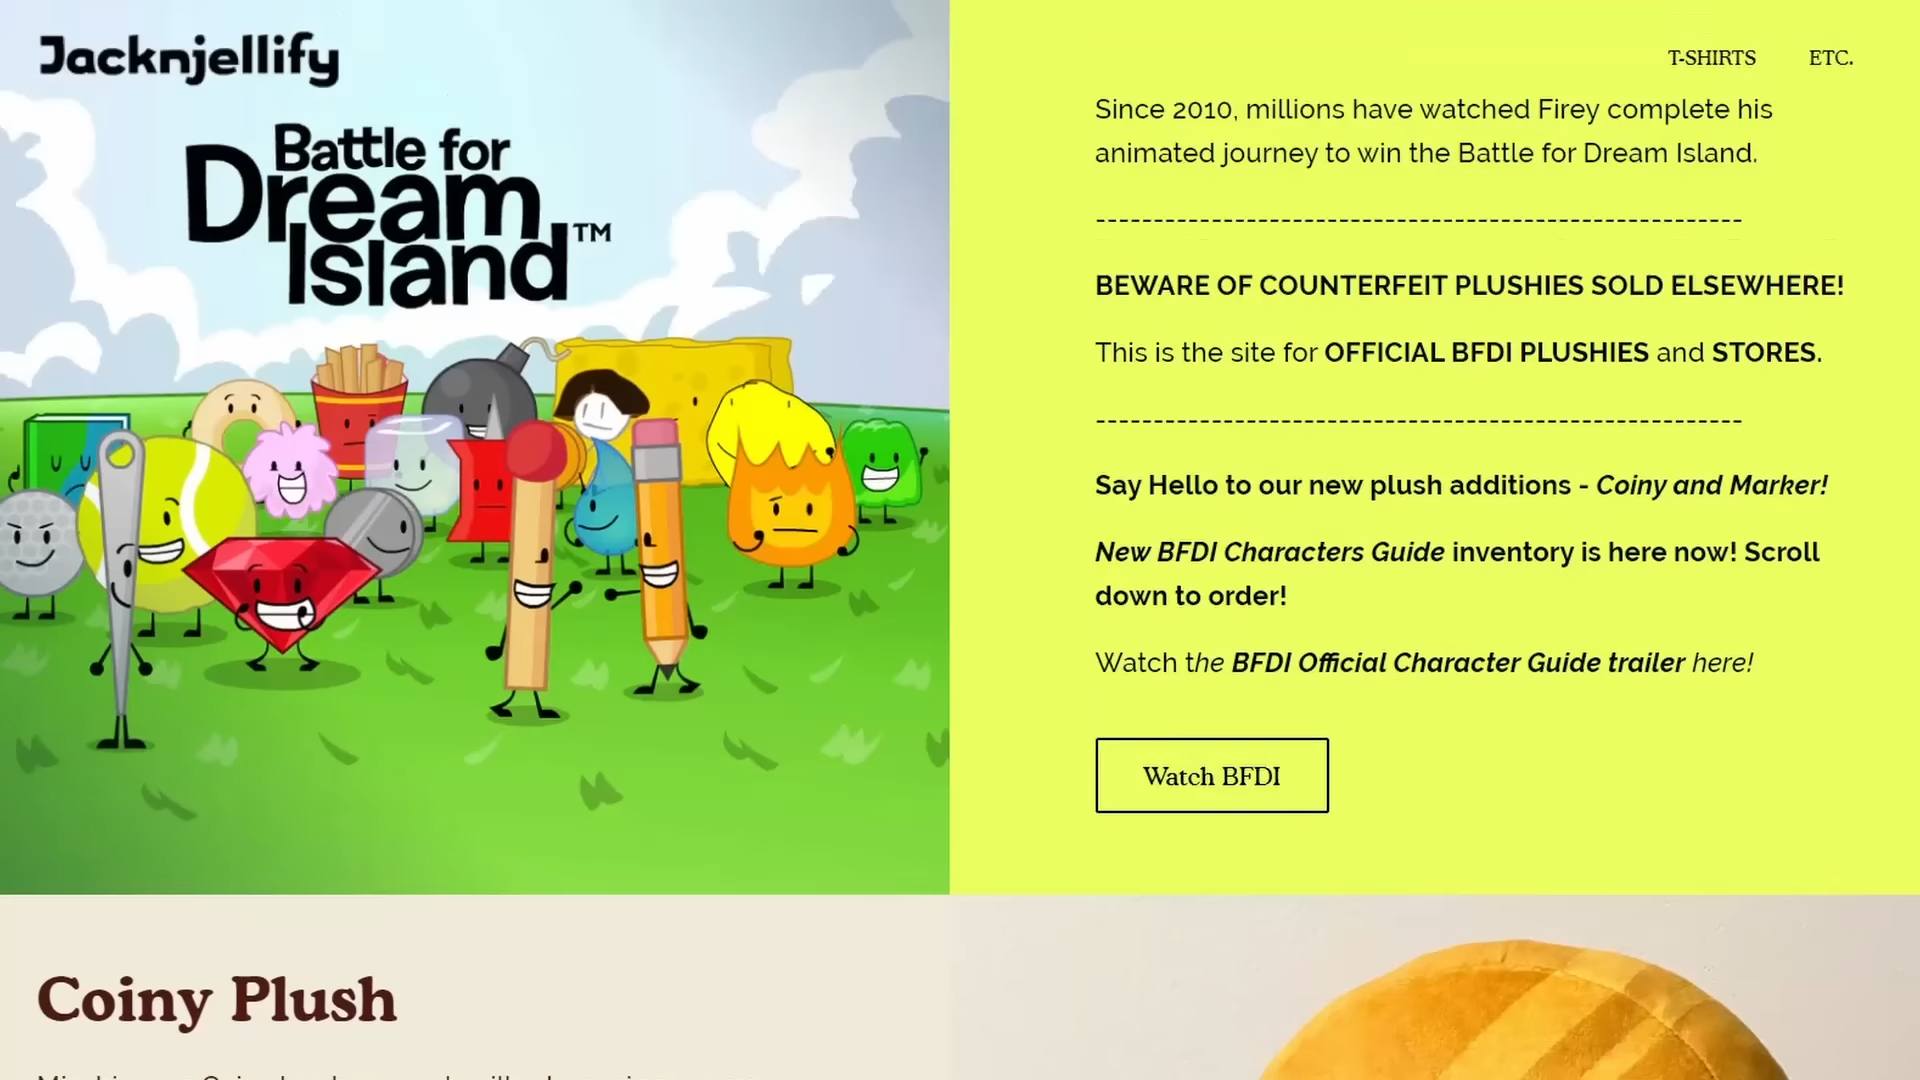 Jacknjellify
T-SHIRTS ETC.
Battle for
Dream
Island™
Since 2010, millions have watched Firey complete his
animated journey to win the Battle for Dream Island.
--------------------------------------------------------
BEWARE OF COUNTERFEIT PLUSHIES SOLD ELSEWHERE!
This is the site for OFFICIAL BFDI PLUSHIES and STORES.
--------------------------------------------------------
Say Hello to our new plush additions - Coiny and Marker!
New BFDI Characters Guide inventory is here now! Scroll
down to order!
Watch the BFDI Official Character Guide trailer here!
Watch BFDI
Coiny Plush